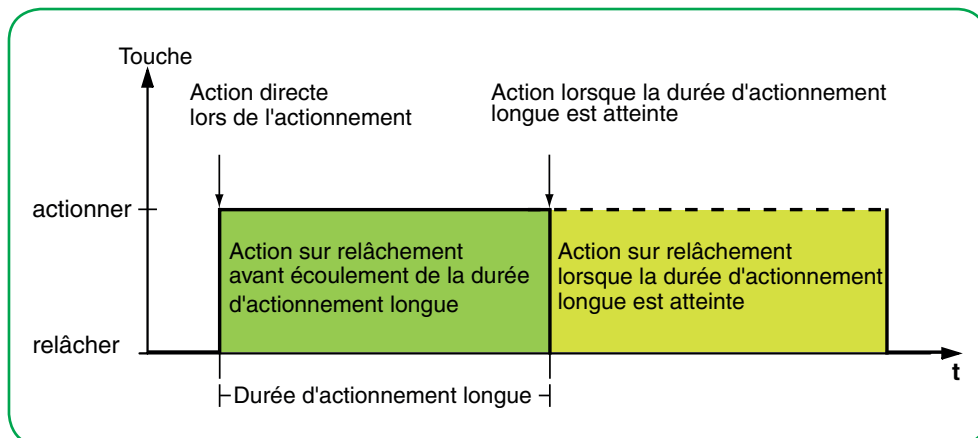 Touche
Action directe
lors de l'actionnement
Action lorsque la durée d'actionnement
longue est atteinte
actionner
Action sur relâchement
avant écoulement de la durée
d'actionnement longue
Action sur relâchement
lorsque la durée d'actionnement
longue est atteinte
relâcher
t
Durée d'actionnement longue